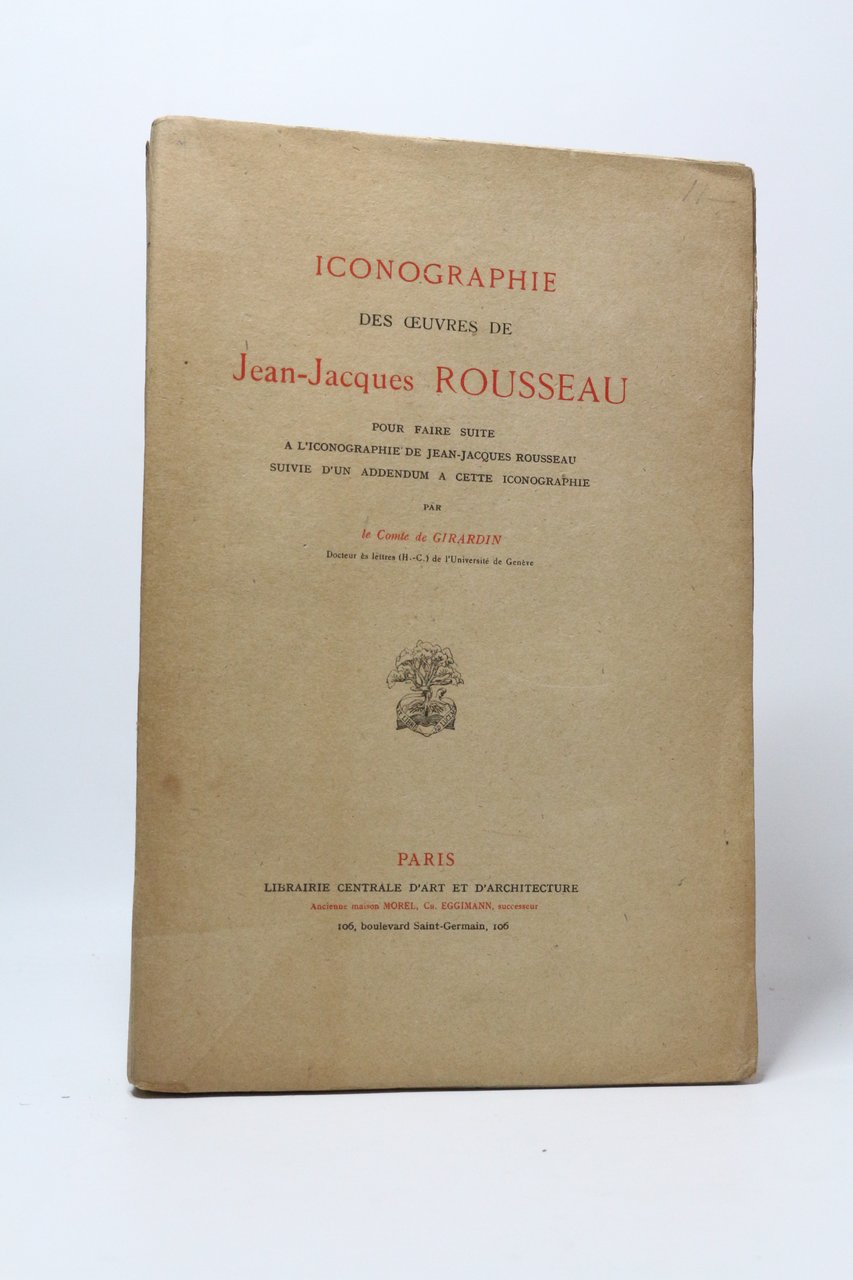 ICONOGRAPHIE
DES ŒUVRES DE
Jean-Jacques ROUSSEAU
POUR FAIRE SUITE
A L'ICONOGRAPHIE DE JEAN-JACQUES ROUSSEAU
SUIVIE D'UN ADDENDUM A CETTE ICONOGRAPHIE
PAR
le Comte de GIRARDIN
Docteur ès lettres (H.-C.) de l'Université de Genève
PARIS
LIBRAIRIE CENTRALE D'ART ET D'ARCHITECTURE
Ancienne maison MOREL, CH. EGGIMANN, successeur
106, boulevard Saint-Germain, 106